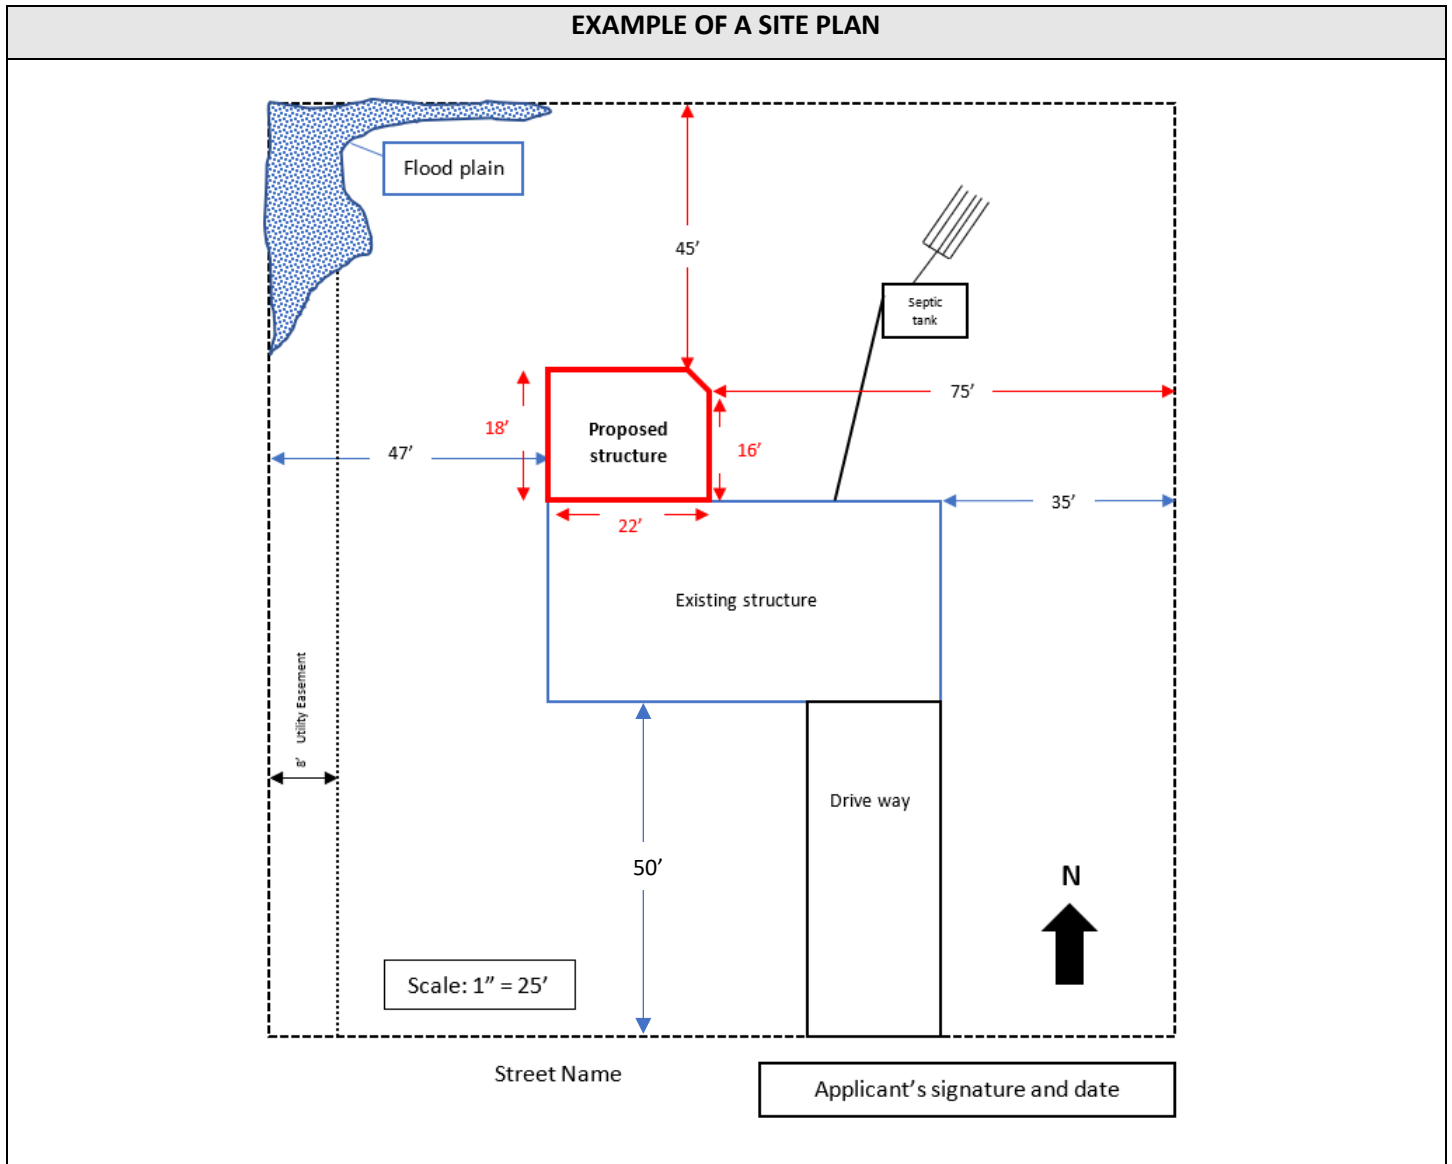 EXAMPLE OF A SITE PLAN
Flood plain
45’
Septic
tank
75’
18’
Proposed
structure
16’
47’
22’
35’
Existing structure
8’ Utility Easement
Drive way
50’
N
Scale: 1” = 25’
Street Name
Applicant’s signature and date